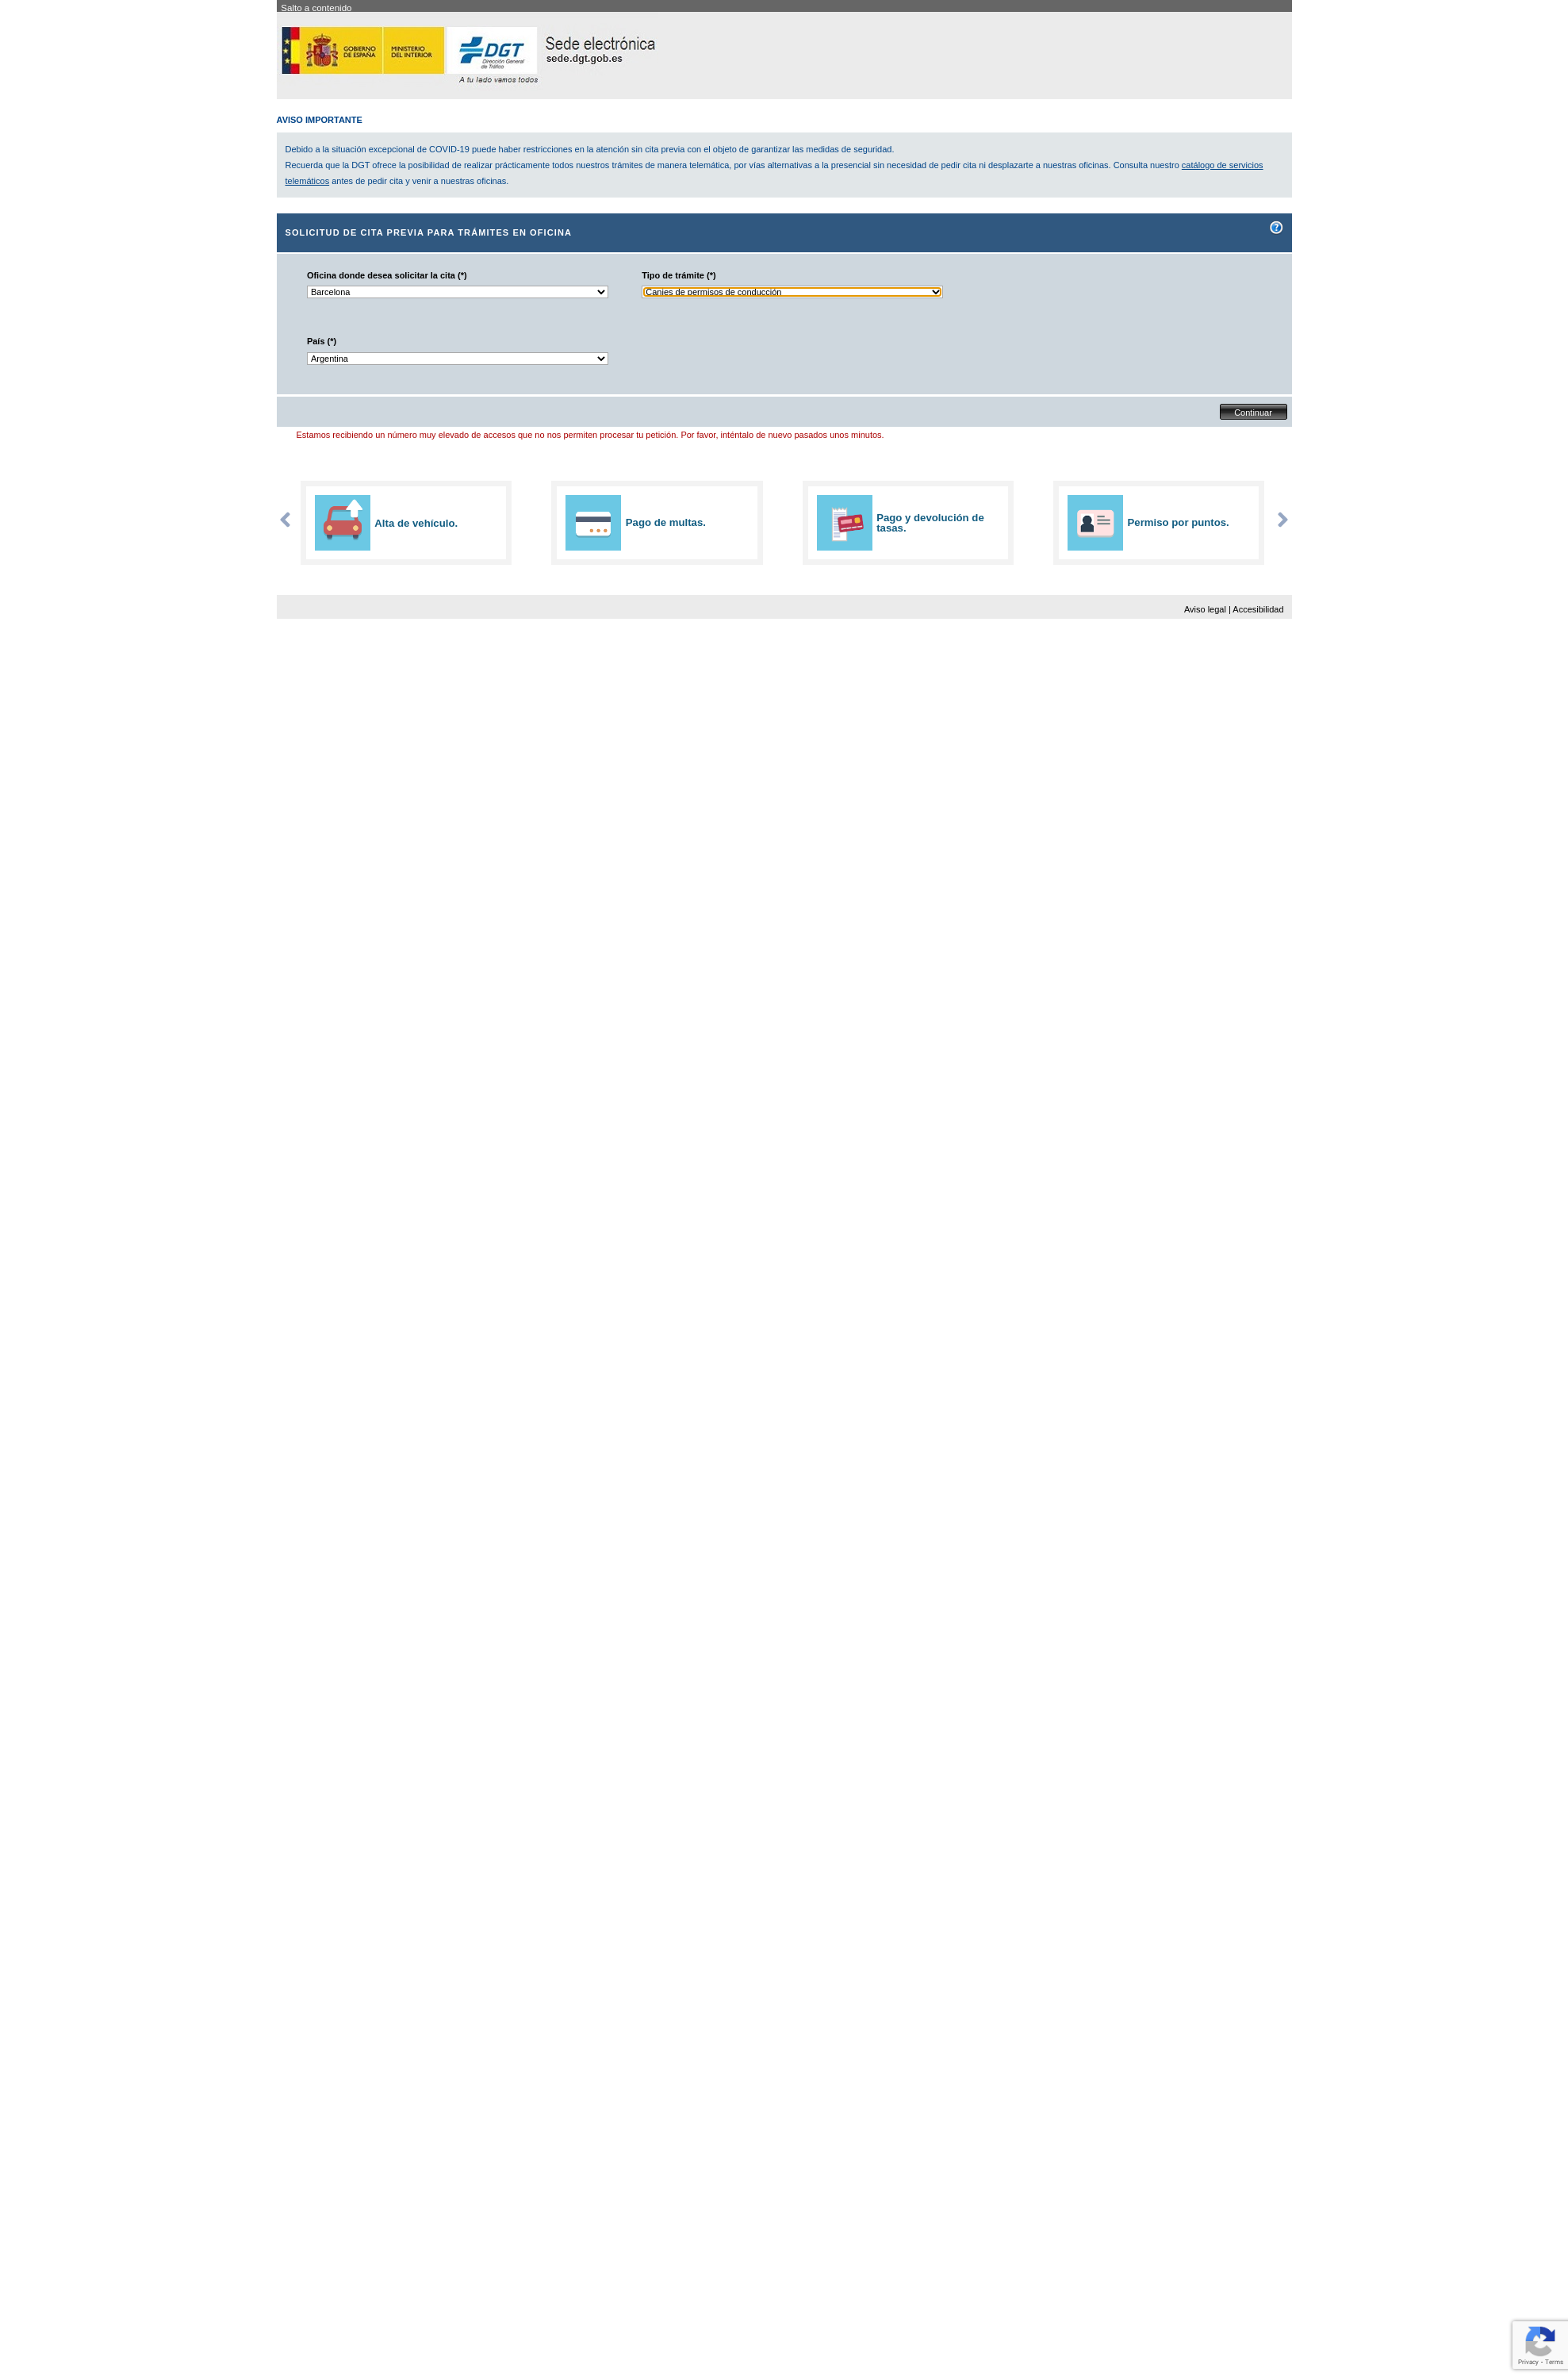 Salto a contenido
GOBIERNO
DE ESPAÑA
MINISTERIO
DEL INTERIOR
DGT
Dirección General
de Tráfico
Sede electrónica
sede.dgt.gob.es
A tu lado vamos todos
AVISO IMPORTANTE
Debido a la situación excepcional de COVID-19 puede haber restricciones en la atención sin cita previa con el objeto de garantizar las medidas de seguridad.
Recuerda que la DGT ofrece la posibilidad de realizar prácticamente todos nuestros trámites de manera telemática, por vías alternativas a la presencial sin necesidad de pedir cita ni desplazarte a nuestras oficinas. Consulta nuestro catálogo de servicios
telemáticos antes de pedir cita y venir a nuestras oficinas.
SOLICITUD DE CITA PREVIA PARA TRÁMITES EN OFICINA
?
Oficina donde desea solicitar la cita (*)
Tipo de trámite (*)
Barcelona
Canjes de permisos de conducción
País (*)
Argentina
Continuar
Estamos recibiendo un número muy elevado de accesos que no nos permiten procesar tu petición. Por favor, inténtalo de nuevo pasados unos minutos.
Alta de vehículo.
Pago de multas.
Pago y devolución de
tasas.
Permiso por puntos.
Aviso legal | Accesibilidad
Privacy - Terms